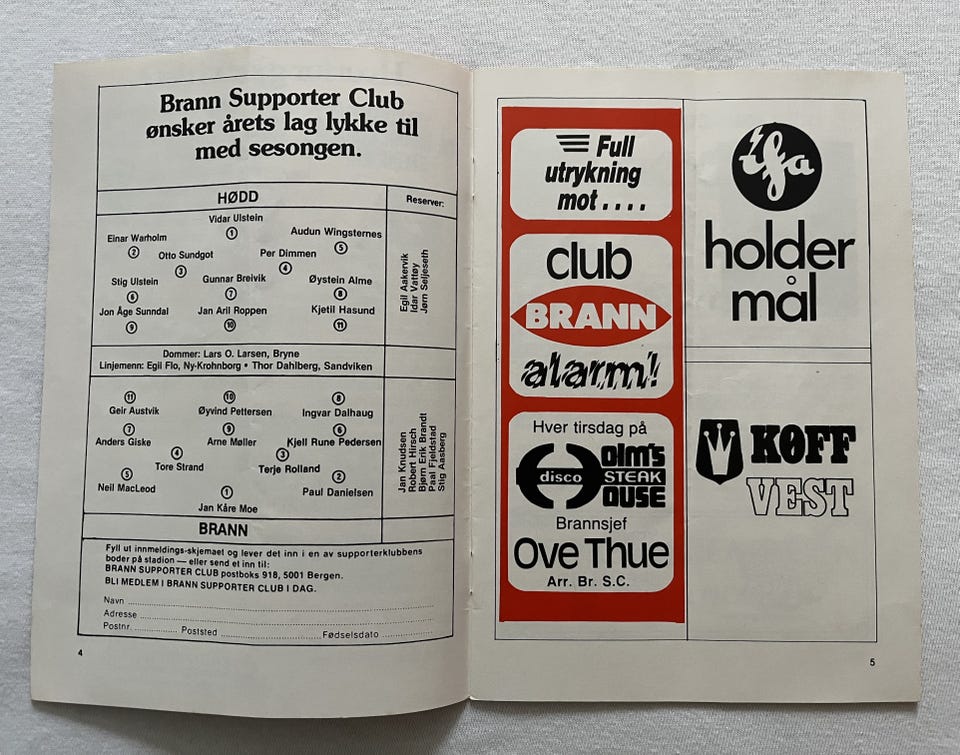 Brann Supporter Club
ønsker årets lag lykke til
med sesongen.
HØDD
Reserver:
Vidar Ulstein
1
Einar Warholm
Audun Wingsternes
2
5
Otto Sundgot
Per Dimmen
3
4
Stig Ulstein
Gunnar Breivik
Øystein Alme
6
7
8
Jon Åge Sunndal
Jan Aril Roppen
Kjetil Hasund
9
10
11
Egil Aakervik
Idar Vattøy
Jørn Seljeseth
Dommer: Lars O. Larsen, Bryne
Linjemenn: Egil Flo, Ny-Krohnborg • Thor Dahlberg, Sandviken
11
10
8
Geir Austvik
Øyvind Pettersen
Ingvar Dalhaug
7
9
6
Anders Giske
Arne Møller
Kjell Rune Pedersen
4
3
Tore Strand
Terje Rolland
5
2
Neil MacLeod
1
Paul Danielsen
Jan Kåre Moe
Jan Knudsen
Robert Hirsch
Bjørn Erik Brandt
Paal Fjeldstad
Stig Aasberg
BRANN
Fyll ut innmeldings-skjemaet og lever det inn i en av supporterklubbens
boder på stadion — eller send et inn til:
BRANN SUPPORTER CLUB postboks 918, 5001 Bergen.
BLI MEDLEM I BRANN SUPPORTER CLUB I DAG.
Navn
Adresse
Postnr. Poststed Fødselsdato
4
Full
utrykning
mot....
club
BRANN
alarm!
Hver tirsdag på
Holm's
disco STEAK
HOUSE
Brannsjef
Ove Thue
Arr. Br. S.C.
ifa
holder
mål
KØFF
VEST
5